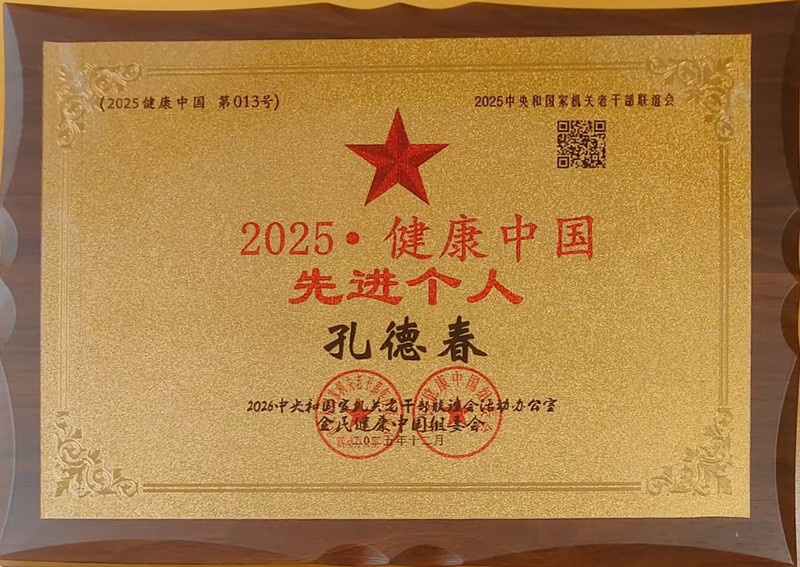 (2025健康中国 第013号)
2025中央和国家机关老干部联谊会
2025·健康中国
先进个人
孔德春
2026中央和国家机关老干部联谊会活动办公室
全民健康中国组委会
二〇二五年十二月